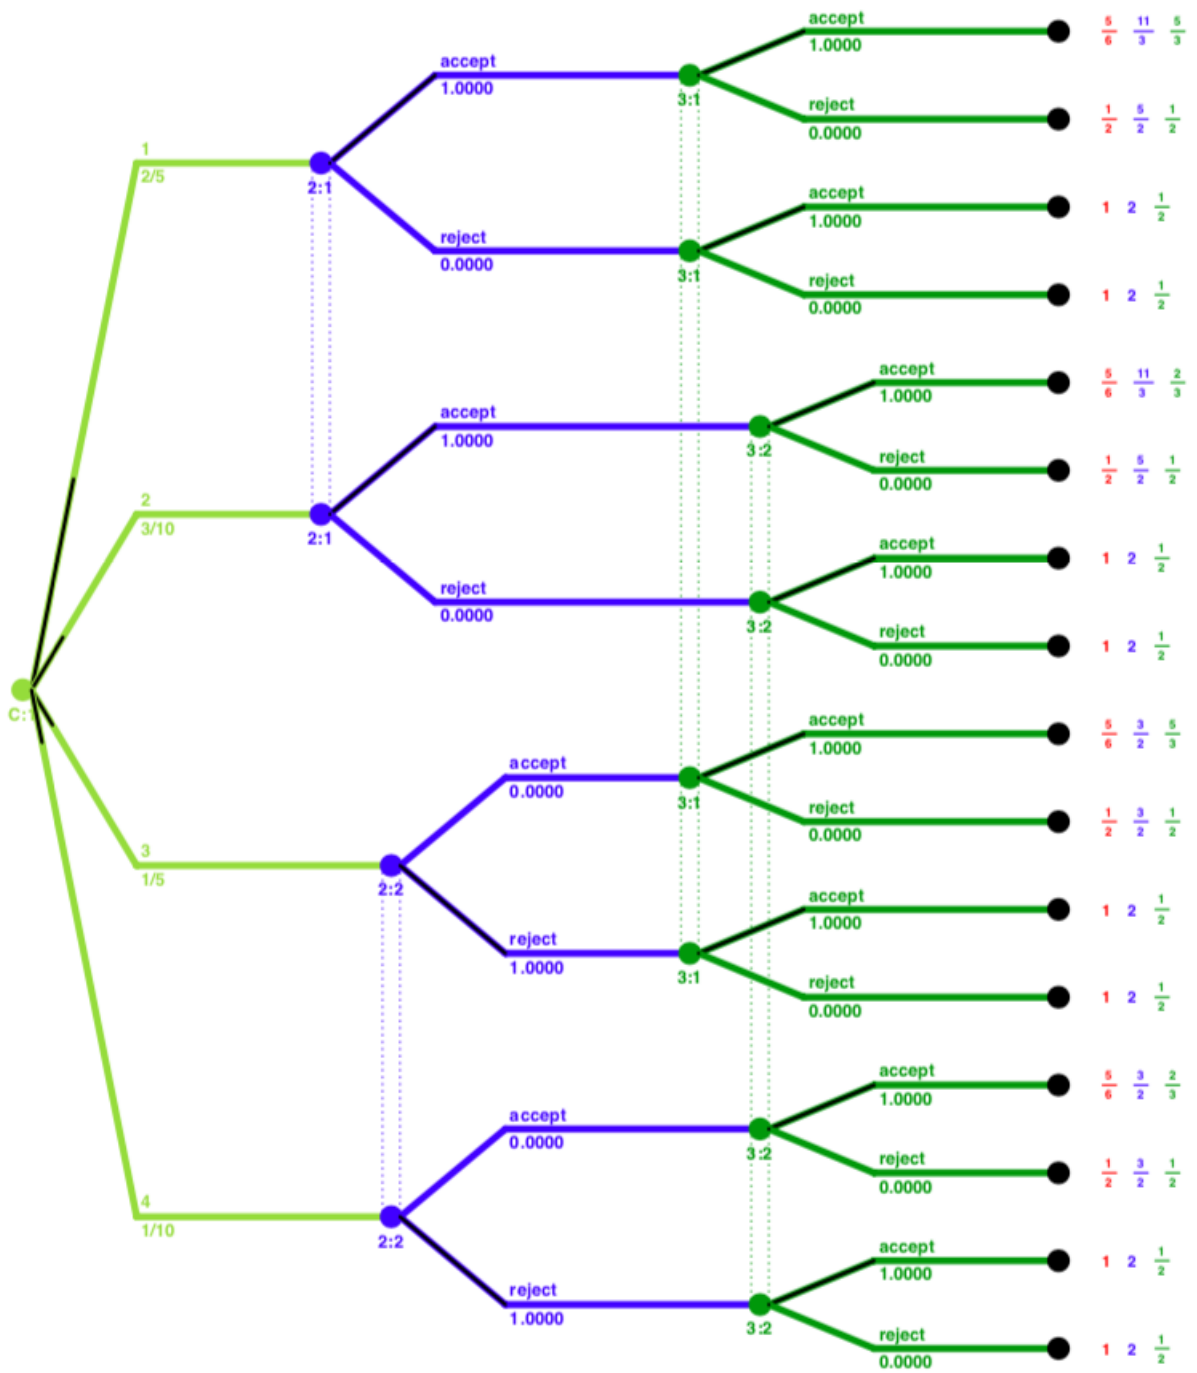 accept
1.0000
5/6 11/3 5/3
accept
1.0000
3:1
reject
0.0000
1/2 5/2 1/2
1
2/5
2:1
accept
1.0000
1 2 1/2
reject
0.0000
3:1
reject
0.0000
1 2 1/2
accept
1.0000
5/6 11/3 2/3
accept
1.0000
3:2
reject
0.0000
1/2 5/2 1/2
2
3/10
2:1
accept
1.0000
1 2 1/2
reject
0.0000
3:2
reject
0.0000
1 2 1/2
C:1
accept
1.0000
5/6 3/2 5/3
accept
0.0000
3:1
reject
0.0000
1/2 3/2 1/2
3
1/5
2:2
accept
1.0000
1 2 1/2
reject
1.0000
3:1
reject
0.0000
1 2 1/2
accept
1.0000
5/6 3/2 2/3
accept
0.0000
3:2
reject
0.0000
1/2 3/2 1/2
4
1/10
2:2
accept
1.0000
1 2 1/2
reject
1.0000
3:2
reject
0.0000
1 2 1/2